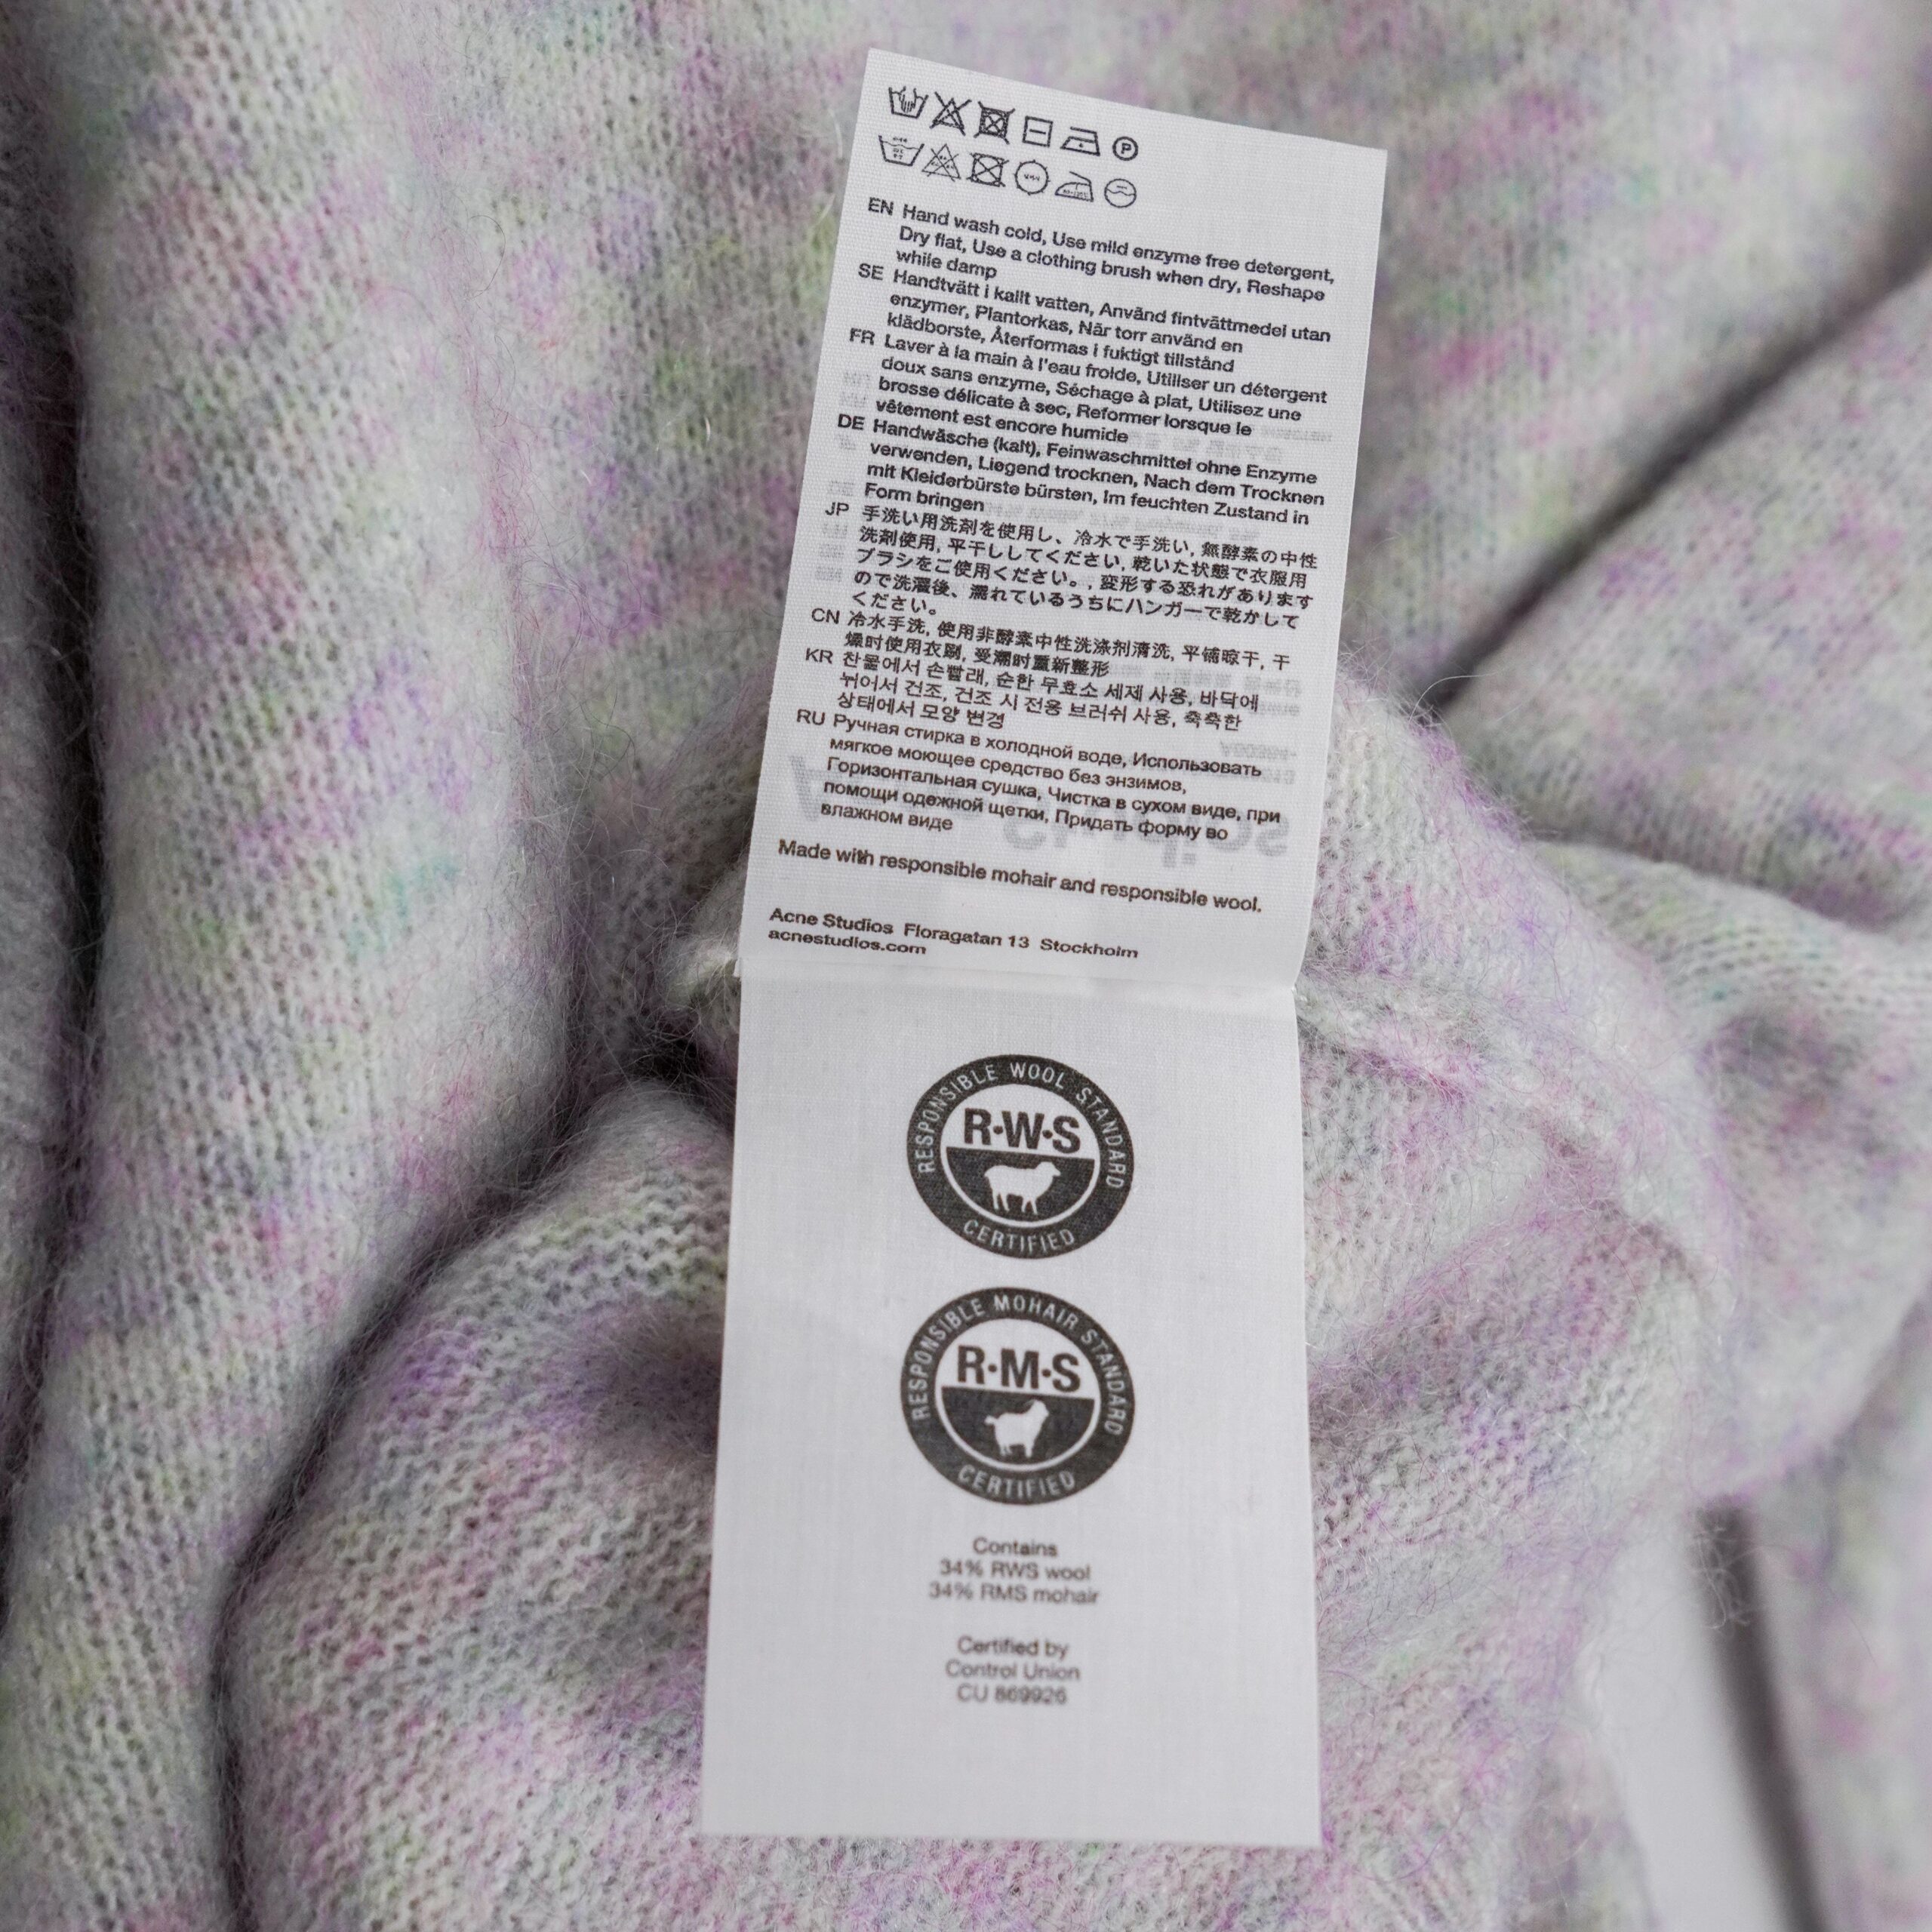 EN Hand wash cold, Use mild enzyme free detergent,
Dry flat, Use a clothing brush when dry, Reshape
while damp
SE Handtvätt i kallt vatten, Använd fintvättmedel utan
enzymer, Plantorkas, När torr använd en
klädborste, Återformas i fuktigt tillstånd
FR Laver à la main à l'eau froide, Utiliser un détergent
doux sans enzyme, Séchage à plat, Utilisez une
brosse délicate à sec, Reformer lorsque le
vêtement est encore humide
DE Handwäsche (kalt), Feinwaschmittel ohne Enzyme
verwenden, Liegend trocknen, Nach dem Trocknen
mit Kleiderbürste bürsten, Im feuchten Zustand in
Form bringen
JP 手洗い用洗剤を使用し、冷水で手洗い, 無酵素の中性
洗剤使用, 平干ししてください, 乾いた状態で衣服用
ブラシをご使用ください。, 変形する恐れがあります
ので洗濯後、濡れているうちにハンガーで乾かして
ください。
CN 冷水手洗, 使用非酵素中性洗涤剂清洗, 平铺晾干, 干
燥时使用衣刷, 受潮时重新整形
KR 찬물에서 손빨래, 순한 무효소 세제 사용, 바닥에
뉘어서 건조, 건조 시 전용 브러쉬 사용, 축축한
상태에서 모양 변경
RU Ручная стирка в холодной воде, Использовать
мягкое моющее средство без энзимов,
Горизонтальная сушка, Чистка в сухом виде, при
помощи одежной щетки, Придать форму во
влажном виде
Made with responsible mohair and responsible wool.
Acne Studios Floragatan 13 Stockholm
acnestudios.com
RESPONSIBLE WOOL STANDARD
R·W·S
CERTIFIED
RESPONSIBLE MOHAIR STANDARD
R·M·S
CERTIFIED
Contains
34% RWS wool
34% RMS mohair
Certified by
Control Union
CU 869926